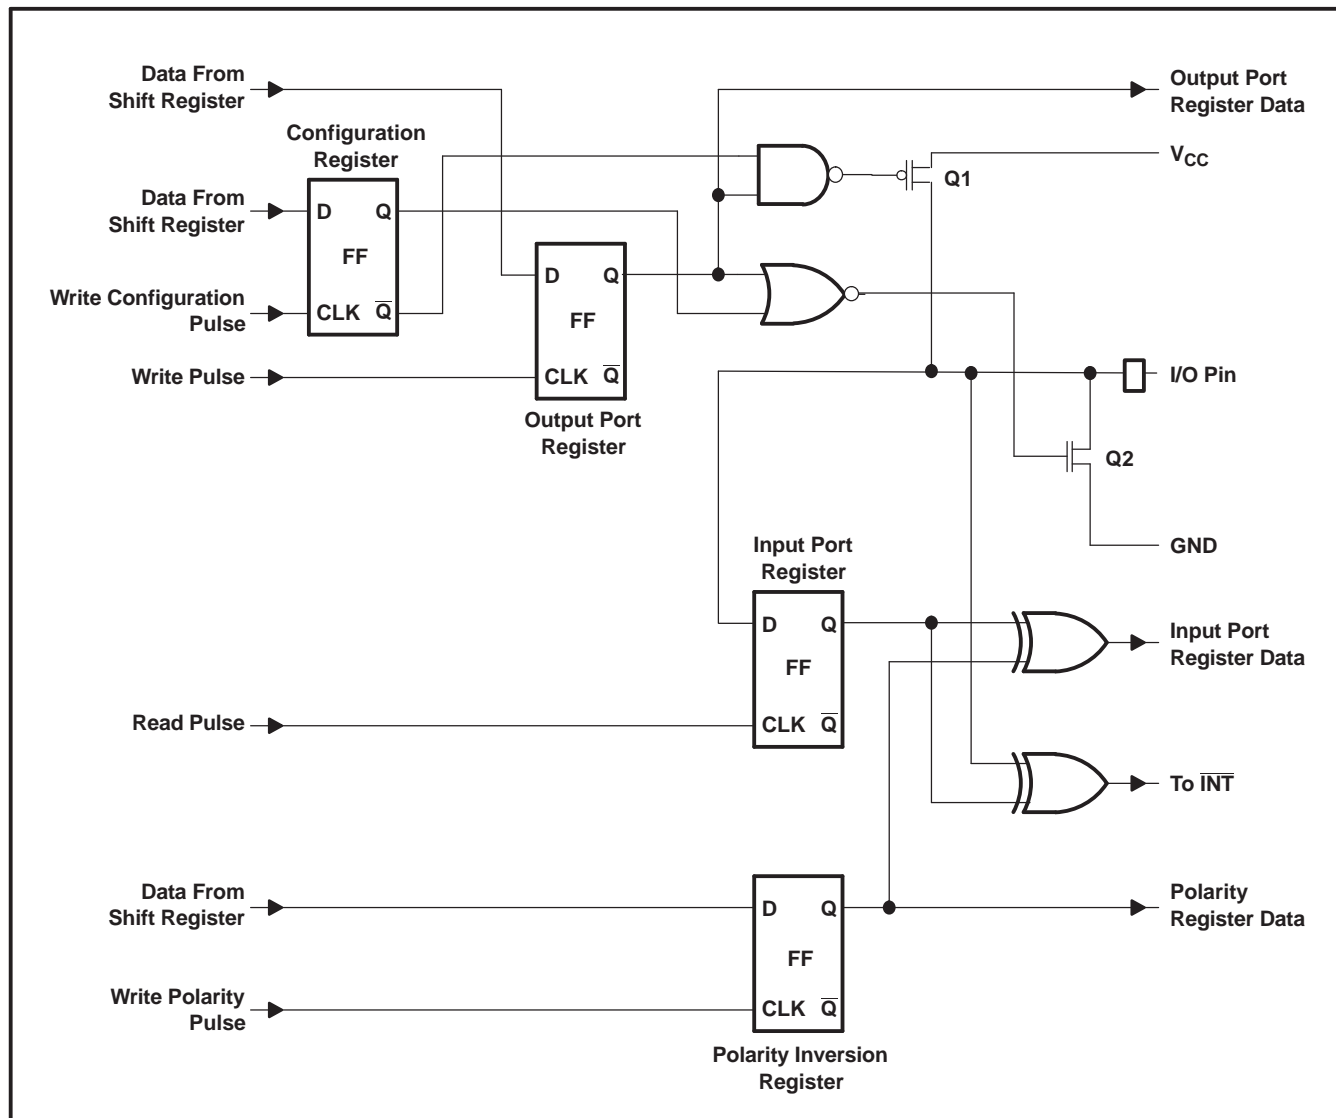 Data From
Shift Register
Output Port
Register Data
Configuration
Register
VCC
Q1
Data From
Shift Register
D
Q
FF
Write Configuration
Pulse
CLK
Q̅
D
Q
FF
CLK
Q̅
Write Pulse
Output Port
Register
I/O Pin
Q2
GND
Input Port
Register
D
Q
FF
CLK
Q̅
Input Port
Register Data
Read Pulse
To I̅N̅T̅
Data From
Shift Register
D
Q
FF
CLK
Q̅
Polarity
Register Data
Write Polarity
Pulse
Polarity Inversion
Register